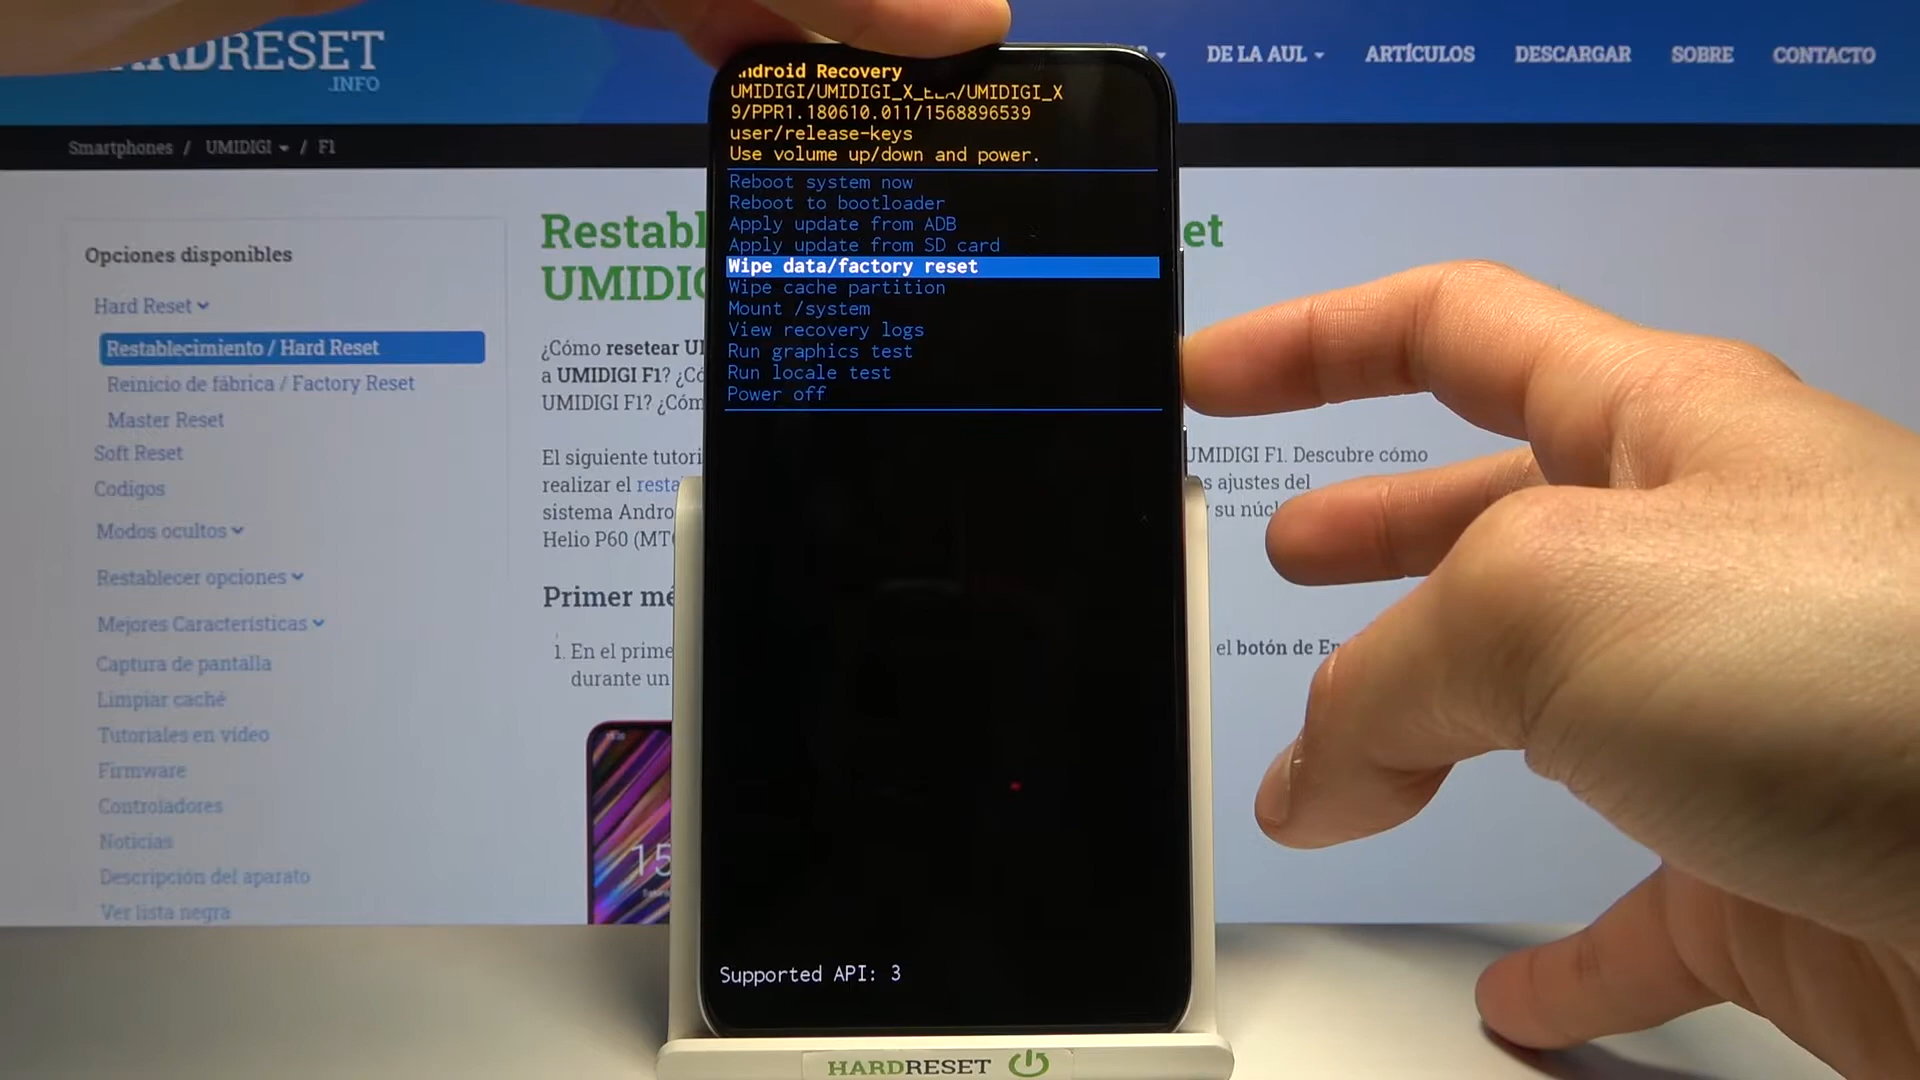 HARDRESET
.INFO
DE LA AUL
ARTÍCULOS
DESCARGAR
SOBRE
CONTACTO
Smartphones / UMIDIGI / F1
Opciones disponibles
Hard Reset
Restablecimiento / Hard Reset
Reinicio de fábrica / Factory Reset
Master Reset
Soft Reset
Codigos
Modos ocultos
Restablecer opciones
Mejores Características
Captura de pantalla
Limpiar caché
Tutoriales en vídeo
Firmware
Controladores
Noticias
Descripción del aparato
Ver lista negra
¿Cómo resetear
a UMIDIGI F1?
UMIDIGI F1?
El siguiente
realizar el
sistema
Helio P60
Primer
1. En el
durante un
UMIDIGI F1. Descubre cómo
ajustes del
su
el botón de
Android Recovery
UMIDIGI/UMIDIGI_X_EEA/UMIDIGI_X
9/PPR1.180610.011/1568896539
user/release-keys
Use volume up/down and power.
Reboot system now
Reboot to bootloader
Apply update from ADB
Apply update from SD card
Wipe data/factory reset
Wipe cache partition
Mount /system
View recovery logs
Run graphics test
Run locale test
Power off
Supported API: 3
HARDRESET